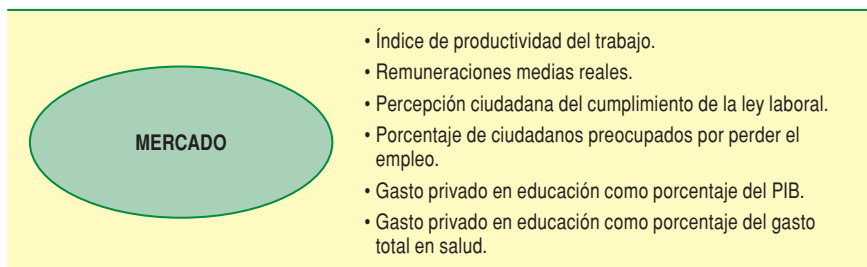 MERCADO
• Índice de productividad del trabajo.
• Remuneraciones medias reales.
• Percepción ciudadana del cumplimiento de la ley laboral.
• Porcentaje de ciudadanos preocupados por perder el
empleo.
• Gasto privado en educación como porcentaje del PIB.
• Gasto privado en educación como porcentaje del gasto
total en salud.